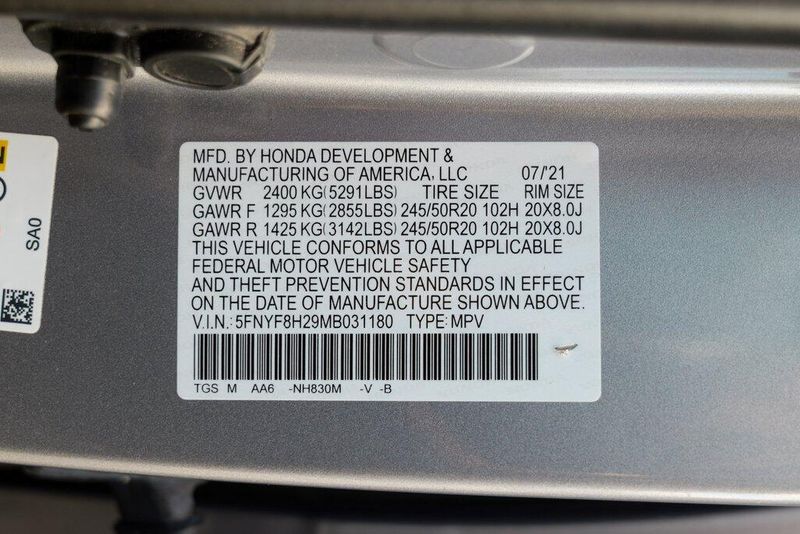 MFD. BY HONDA DEVELOPMENT &
MANUFACTURING OF AMERICA, LLC 07/'21
GVWR 2400 KG(5291LBS) TIRE SIZE RIM SIZE
GAWR F 1295 KG(2855LBS) 245/50R20 102H 20X8.0J
GAWR R 1425 KG(3142LBS) 245/50R20 102H 20X8.0J
THIS VEHICLE CONFORMS TO ALL APPLICABLE
FEDERAL MOTOR VEHICLE SAFETY
AND THEFT PREVENTION STANDARDS IN EFFECT
ON THE DATE OF MANUFACTURE SHOWN ABOVE.
V.I.N.: 5FNYF8H29MB031180 TYPE: MPV
TGS M AA6 -NH830M -V -B
SA0